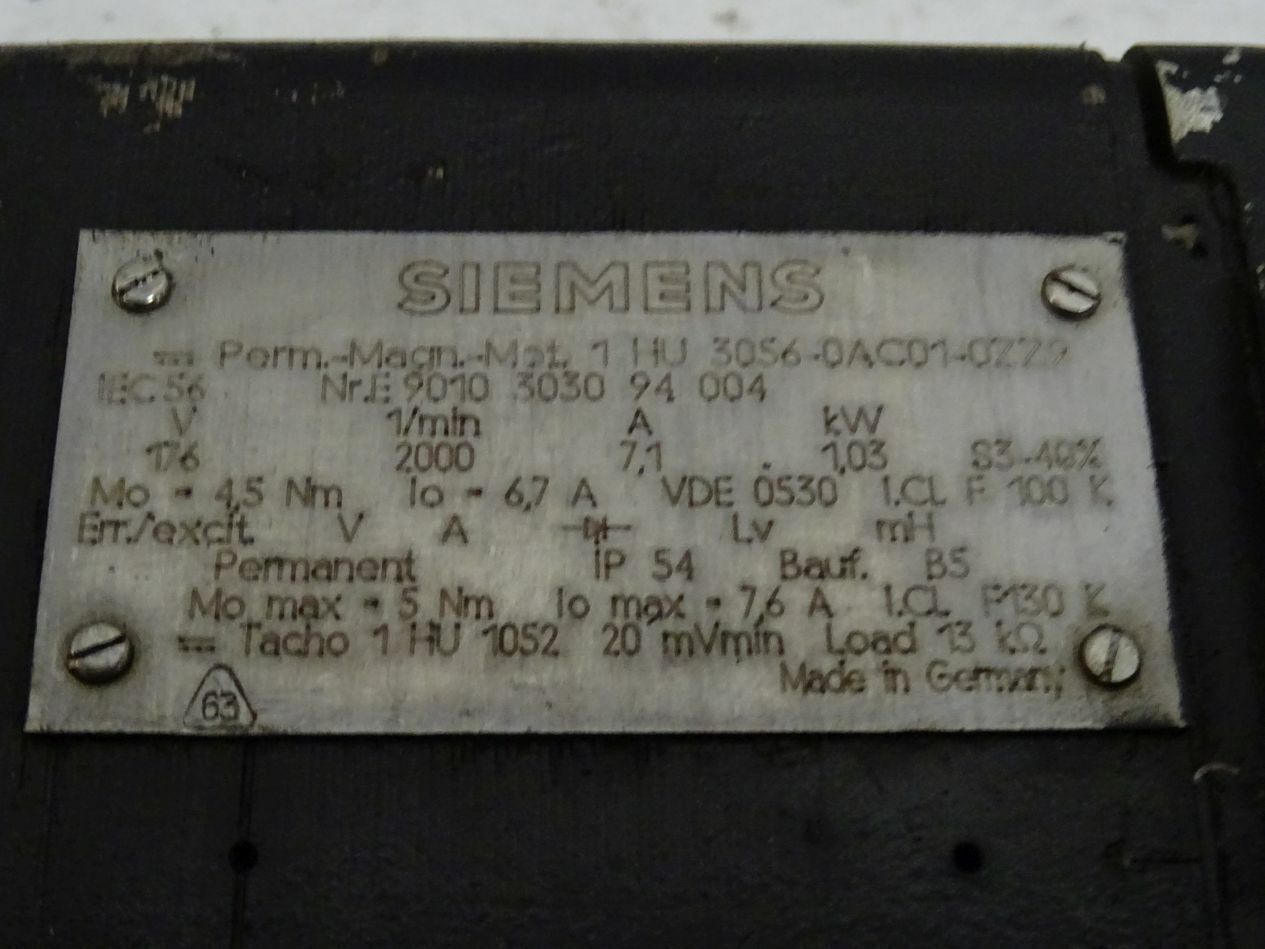 SIEMENS
Perm.-Magn.-Mot. 1 HU 3056-0AC01-0ZZ9
IEC 56 Nr.E 9010 3030 94 004
V 1/min A kW
176 2000 7,1 1,03 S3-40%
Mo = 4,5 Nm Io = 6,7 A VDE 0530 I.CL F 100 K
Err./excit. V A Lv mH
Permanent IP 54 Bauf. B5
Mo max = 5 Nm Io max = 7,6 A I.CL F130 K
Tacho 1 HU 1052 20 mVmin Load 13 kΩ
Made in Germany
63